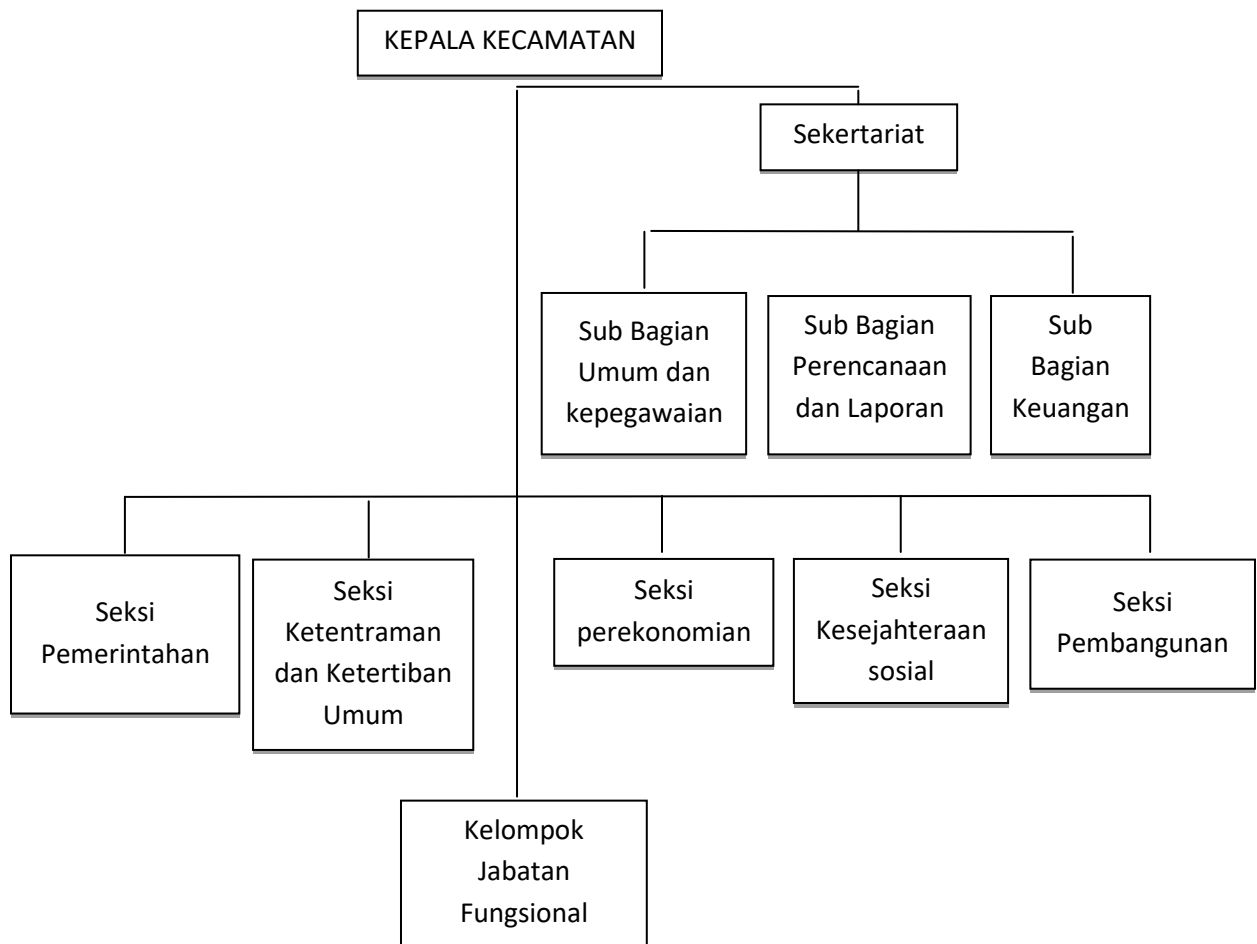 KEPALA KECAMATAN
Sekertariat
Sub Bagian
Umum dan
kepegawaian
Sub Bagian
Perencanaan
dan Laporan
Sub
Bagian
Keuangan
Seksi
Pemerintahan
Seksi
Ketentraman
dan Ketertiban
Umum
Seksi
perekonomian
Seksi
Kesejahteraan
sosial
Seksi
Pembangunan
Kelompok
Jabatan
Fungsional